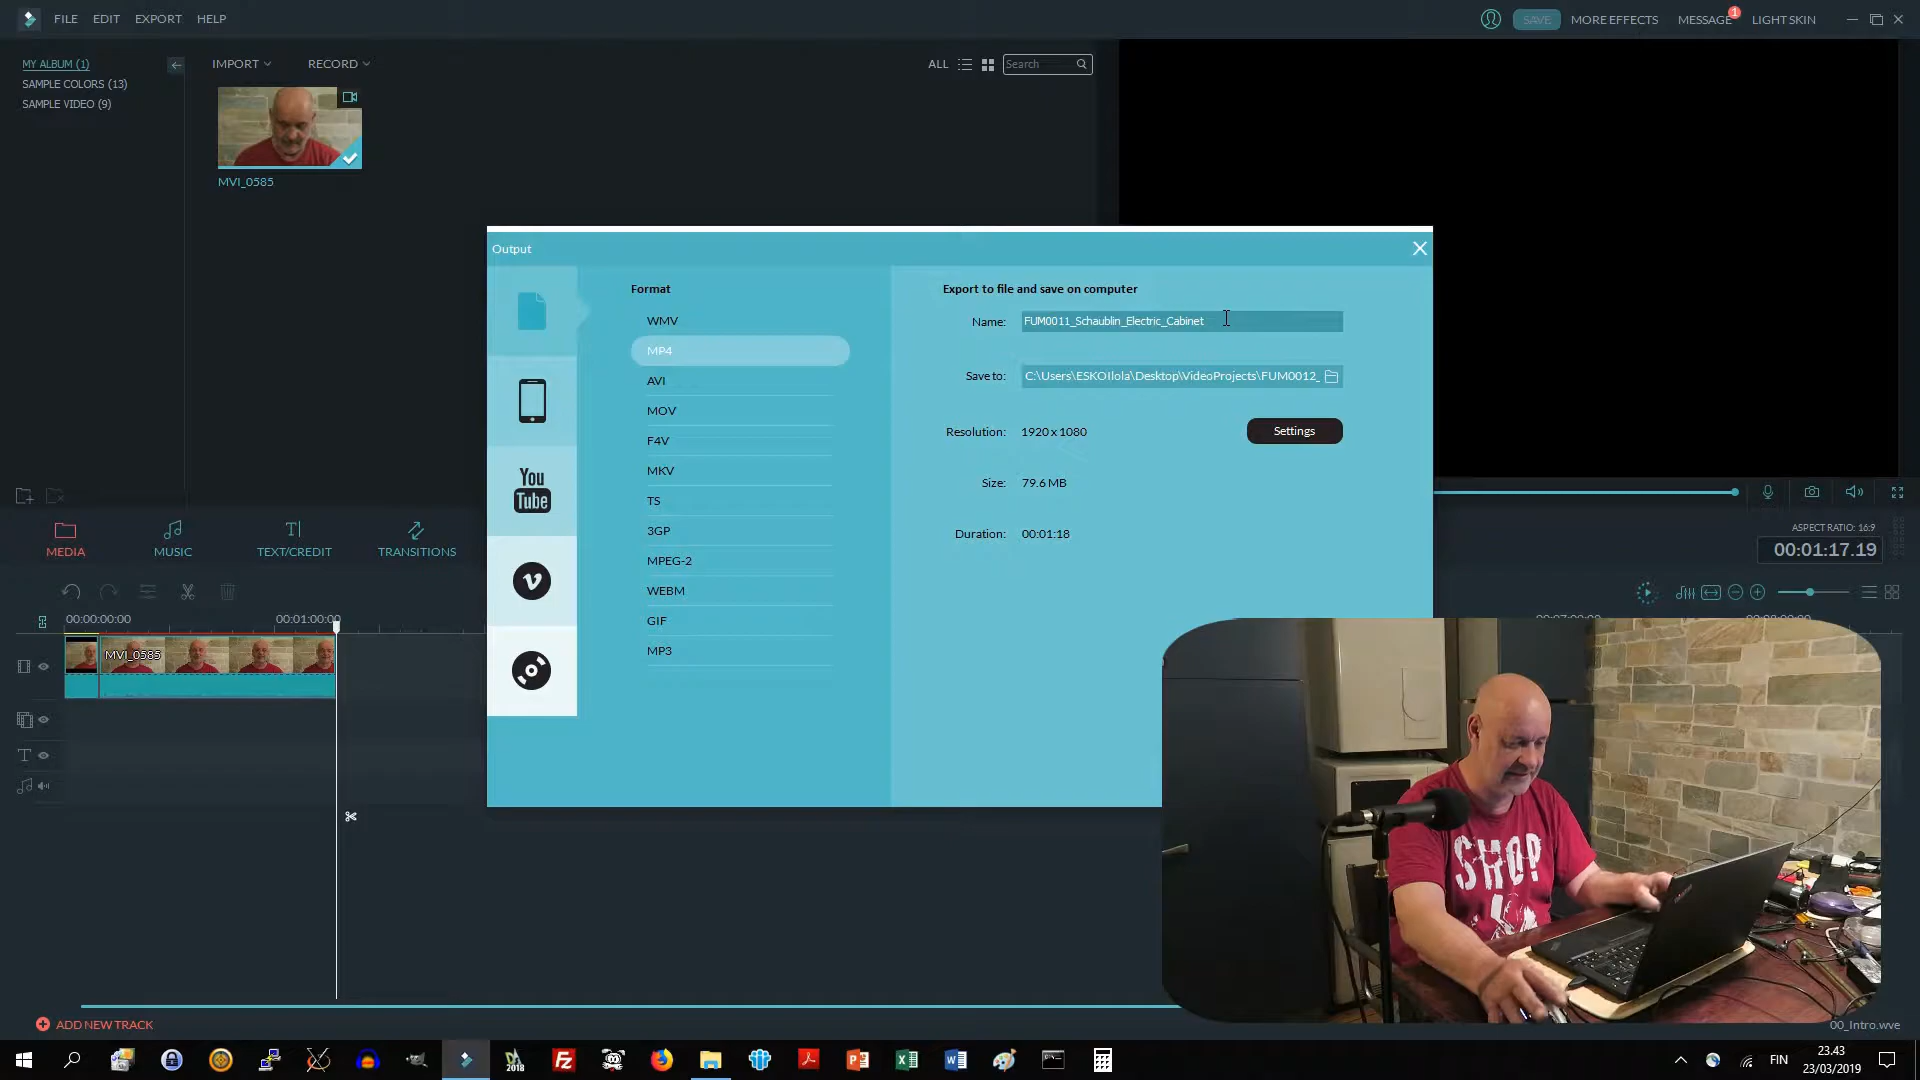 FILE EDIT EXPORT HELP
SAVE MORE EFFECTS MESSAGE 1 LIGHT SKIN
MY ALBUM (1)
SAMPLE COLORS (13)
SAMPLE VIDEO (9)
IMPORT RECORD
ALL Search
MVI_0585
Output
Format
WMV
MP4
AVI
MOV
F4V
MKV
TS
3GP
MPEG-2
WEBM
GIF
MP3
You
Tube
Export to file and save on computer
Name: FUM0011_Schaublin_Electric_Cabinet
Save to: C:\Users\ESKOIlola\Desktop\VideoProjects\FUM0012_
Resolution: 1920 x 1080 Settings
Size: 79.6 MB
Duration: 00:01:18
MEDIA MUSIC TEXT/CREDIT TRANSITIONS
ASPECT RATIO: 16:9
00:01:17.19
00:00:00:00 00:01:00:00
MVI_0585
T
SHOP
ADD NEW TRACK
00_Intro.wve
2018
FZ
FIN
23.43
23/03/2019